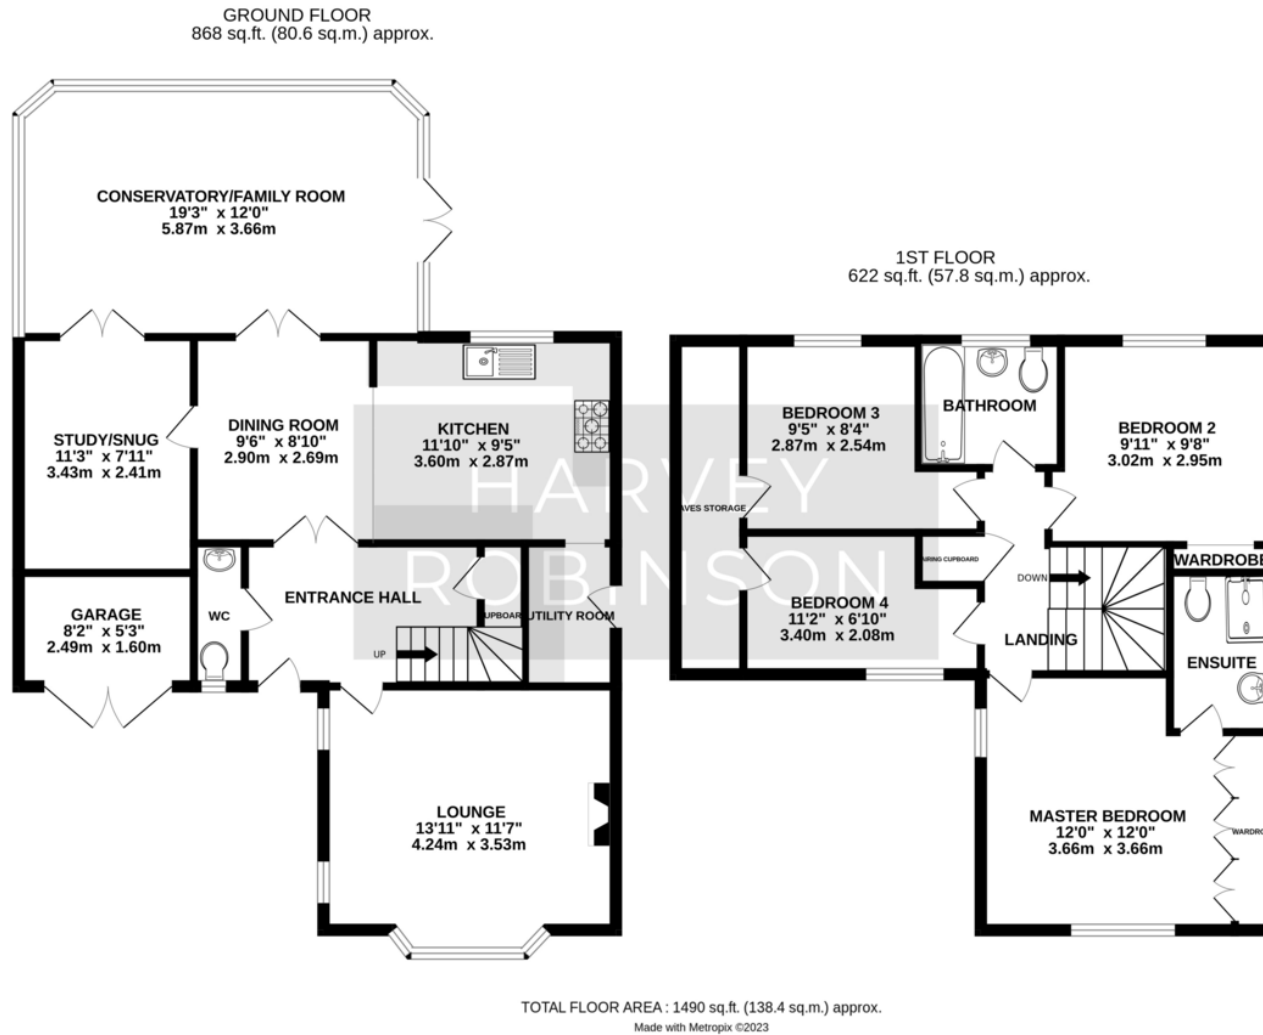 GROUND FLOOR
868 sq.ft. (80.6 sq.m.) approx.
CONSERVATORY/FAMILY ROOM
19'3" x 12'0"
5.87m x 3.66m
STUDY/SNUG
11'3" x 7'11"
3.43m x 2.41m
DINING ROOM
9'6" x 8'10"
2.90m x 2.69m
KITCHEN
11'10" x 9'5"
3.60m x 2.87m
GARAGE
8'2" x 5'3"
2.49m x 1.60m
WC
ENTRANCE HALL
UP
UPBOAR
UTILITY ROOM
LOUNGE
13'11" x 11'7"
4.24m x 3.53m
HARVEY
ROBINSON
1ST FLOOR
622 sq.ft. (57.8 sq.m.) approx.
AVES STORAGE
BEDROOM 3
9'5" x 8'4"
2.87m x 2.54m
BATHROOM
BEDROOM 2
9'11" x 9'8"
3.02m x 2.95m
WARDROBE
URING CUPBOARD
DOWN
BEDROOM 4
11'2" x 6'10"
3.40m x 2.08m
LANDING
ENSUITE
MASTER BEDROOM
12'0" x 12'0"
3.66m x 3.66m
WARDRO
TOTAL FLOOR AREA : 1490 sq.ft. (138.4 sq.m.) approx.
Made with Metropix ©2023